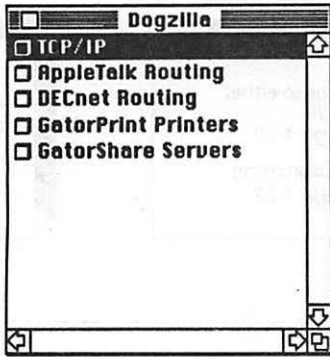 Dogzilla
TCP/IP
AppleTalk Routing
DECnet Routing
GatorPrint Printers
GatorShare Servers